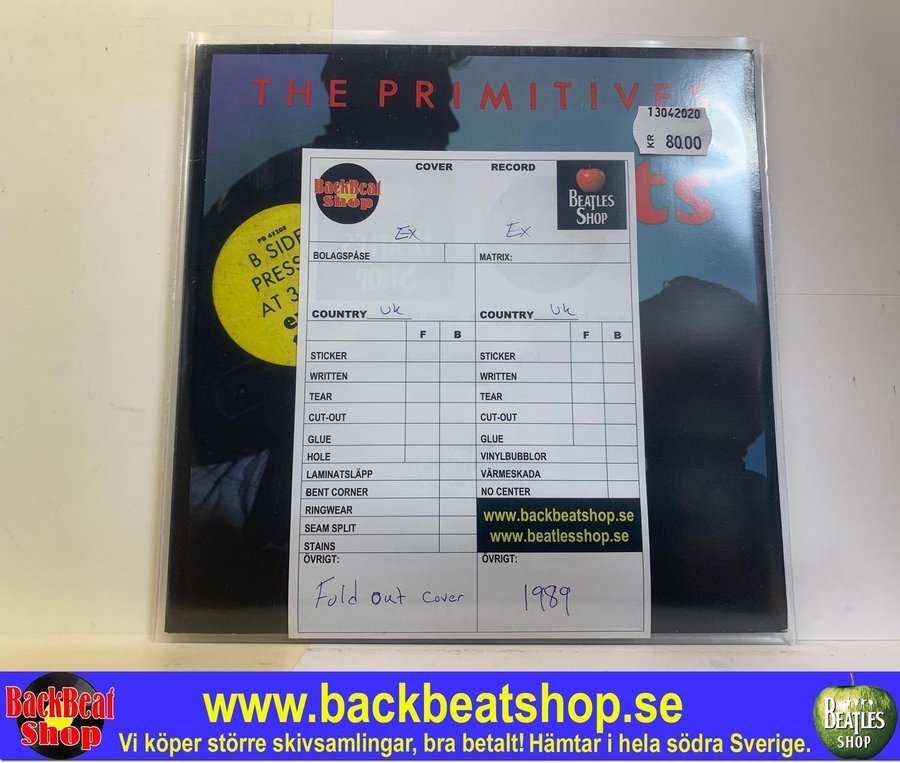 THE PRIMITIVES
13042020
KR 80.00
ts
PB 43209
B SIDE
PRESS
AT 3
COVER
RECORD
BackBeat
Shop
BEATLES
SHOP
Ex
Ex
BOLAGSPÅSE
MATRIX:
COUNTRY UK
COUNTRY UK
F B
F B
STICKER
STICKER
WRITTEN
WRITTEN
TEAR
TEAR
CUT-OUT
CUT-OUT
GLUE
GLUE
HOLE
VINYLBUBBLOR
LAMINATSLÄPP
VÄRMESKADA
BENT CORNER
NO CENTER
RINGWEAR
www.backbeatshop.se
SEAM SPLIT
www.beatlesshop.se
STAINS
ÖVRIGT:
ÖVRIGT:
Fold out cover
1989
BackBeat
Shop
www.backbeatshop.se
Vi köper större skivsamlingar, bra betalt! Hämtar i hela södra Sverige.
BEATLES
SHOP